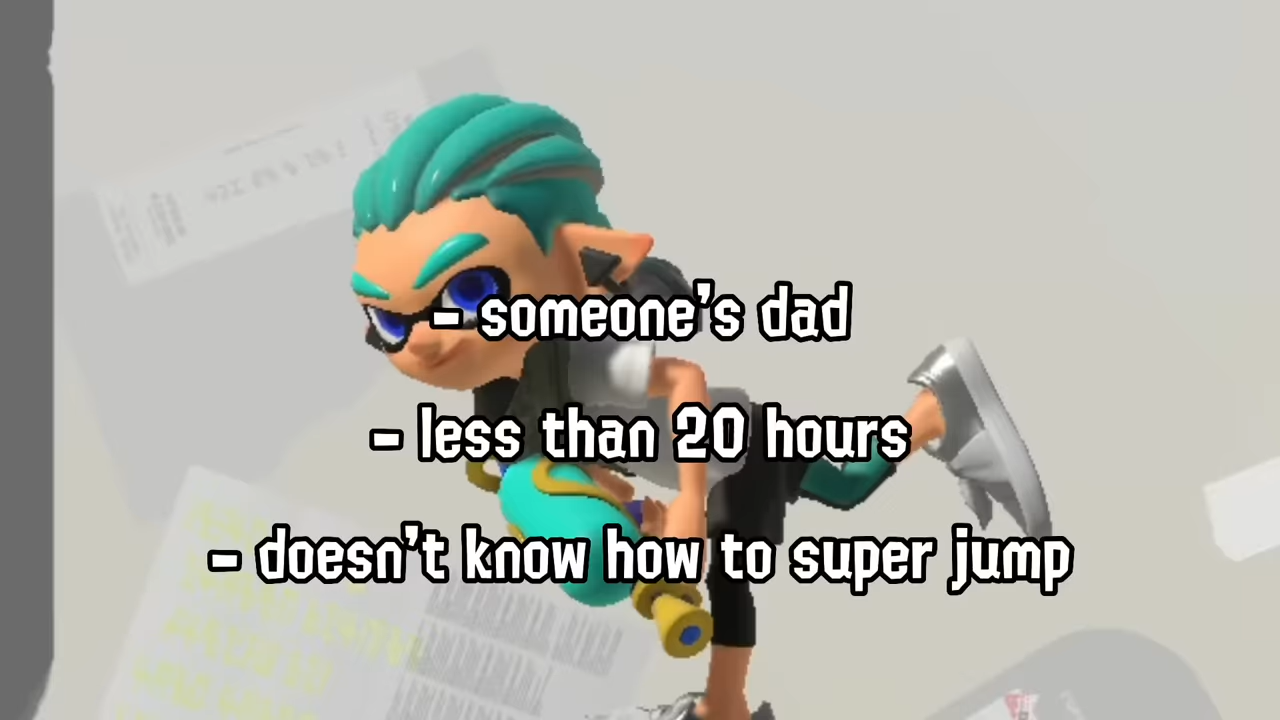 - someone's dad
- less than 20 hours
- doesn't know how to super jump